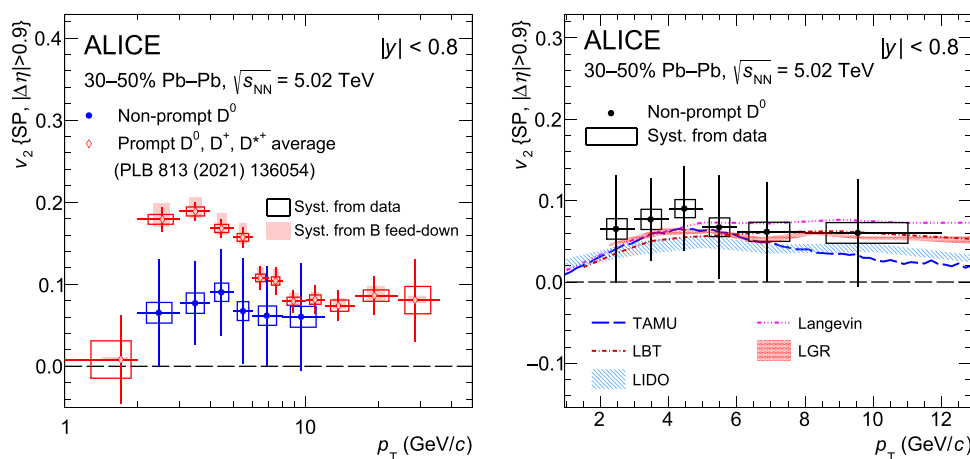 ALICE
|y| < 0.8
30–50% Pb–Pb, √sNN = 5.02 TeV
Non-prompt D0
Prompt D0, D+, D*+ average
(PLB 813 (2021) 136054)
Syst. from data
Syst. from B feed-down
v2 {SP, |Δη|>0.9}
0.4
0.3
0.2
0.1
0.0
1
10
pT (GeV/c)
ALICE
|y| < 0.8
30–50% Pb–Pb, √sNN = 5.02 TeV
Non-prompt D0
Syst. from data
v2 {SP, |Δη|>0.9}
0.3
0.2
0.1
0.0
−0.1
TAMU
Langevin
LBT
LGR
LIDO
2 4 6 8 10 12
pT (GeV/c)